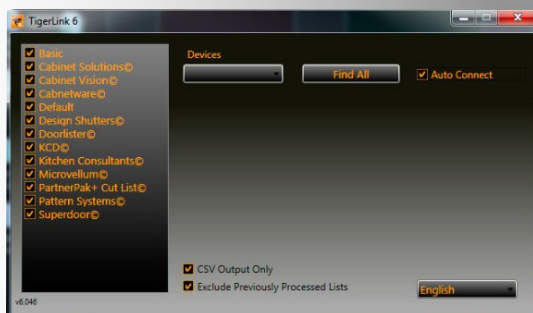 TigerLink 6
Basic
Cabinet Solutions©
Cabinet Vision©
Cabnetware©
Default
Design Shutters©
Doorlister©
KCD©
Kitchen Consultants©
Microvellum©
PartnerPak+ Cut List©
Pattern Systems©
Superdoor©
Devices
Find All
Auto Connect
CSV Output Only
Exclude Previously Processed Lists
English
v6.046